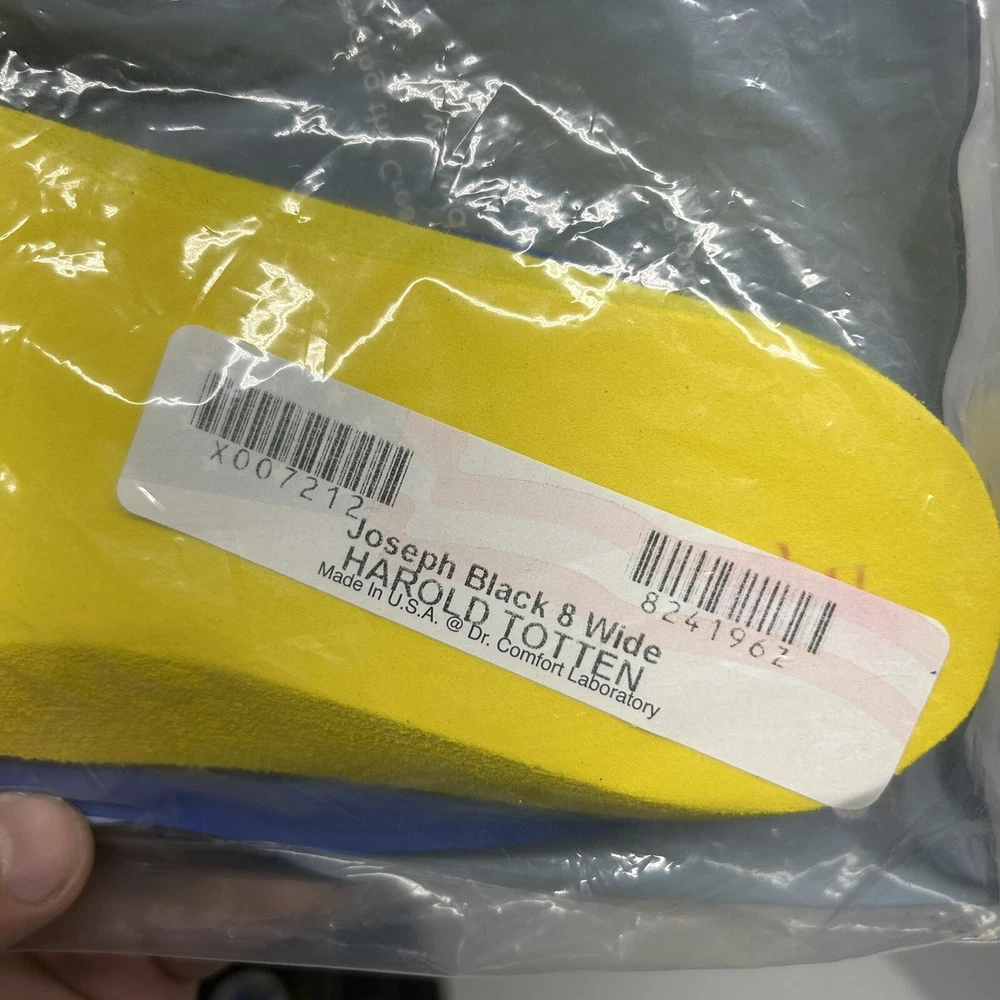 X007212
Joseph Black 8 Wide
HAROLD TOTTEN
Made In U.S.A. @ Dr. Comfort Laboratory
8241962